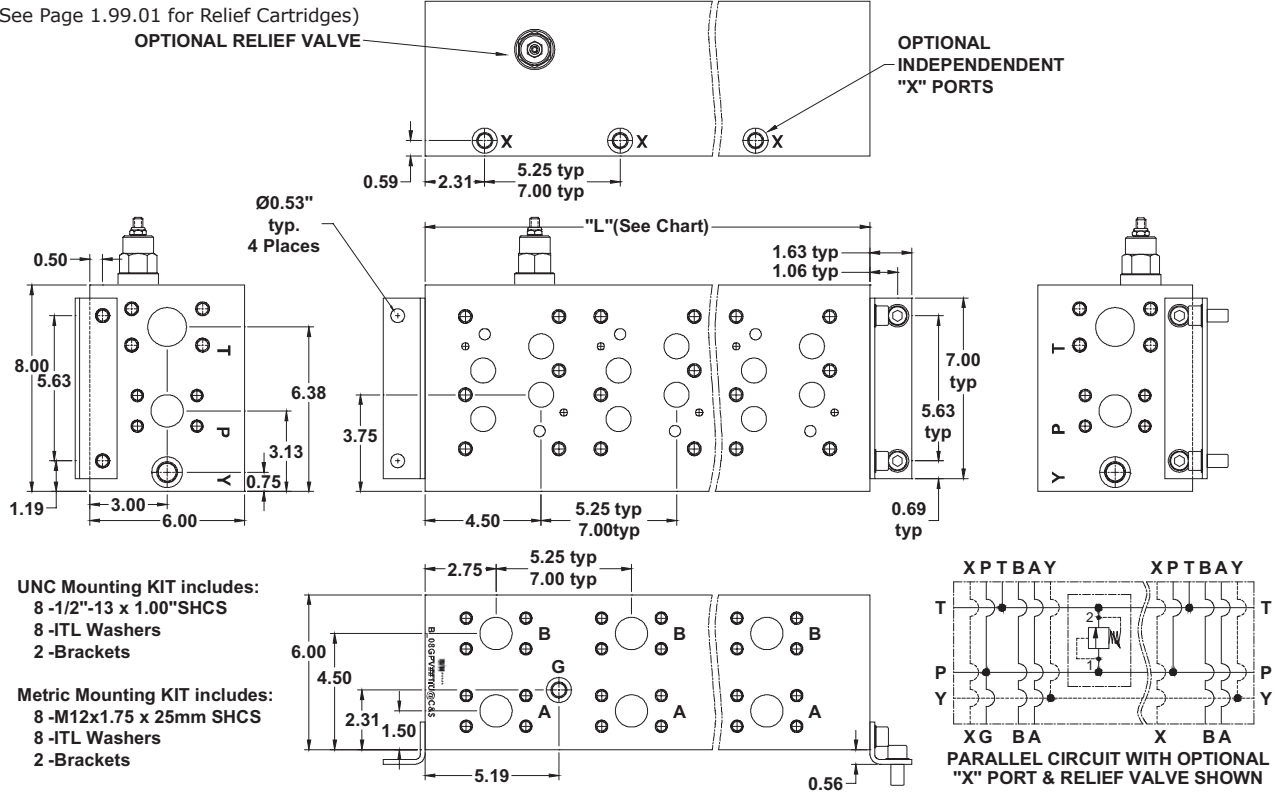 See Page 1.99.01 for Relief Cartridges)
OPTIONAL RELIEF VALVE
OPTIONAL
INDEPENDENDENT
"X" PORTS
X
X
X
0.59
2.31
5.25 typ
7.00 typ
Ø0.53"
typ.
4 Places
"L"(See Chart)
1.63 typ
1.06 typ
0.50
8.00
5.63
1.19
3.00
6.00
T
P
Y
6.38
3.13
0.75
3.75
4.50
5.25 typ
7.00typ
7.00
typ
5.63
typ
0.69
typ
T
P
Y
UNC Mounting KIT includes:
8 -1/2"-13 x 1.00"SHCS
8 -ITL Washers
2 -Brackets
Metric Mounting KIT includes:
8 -M12x1.75 x 25mm SHCS
8 -ITL Washers
2 -Brackets
2.75
5.25 typ
7.00 typ
6.00
4.50
2.31
1.50
5.19
0.56
B
B
B
G
A
A
A
X P T B A Y
X P T B A Y
T
T
2
1
P
P
Y
Y
X G B A
X B A
PARALLEL CIRCUIT WITH OPTIONAL
"X" PORT & RELIEF VALVE SHOWN